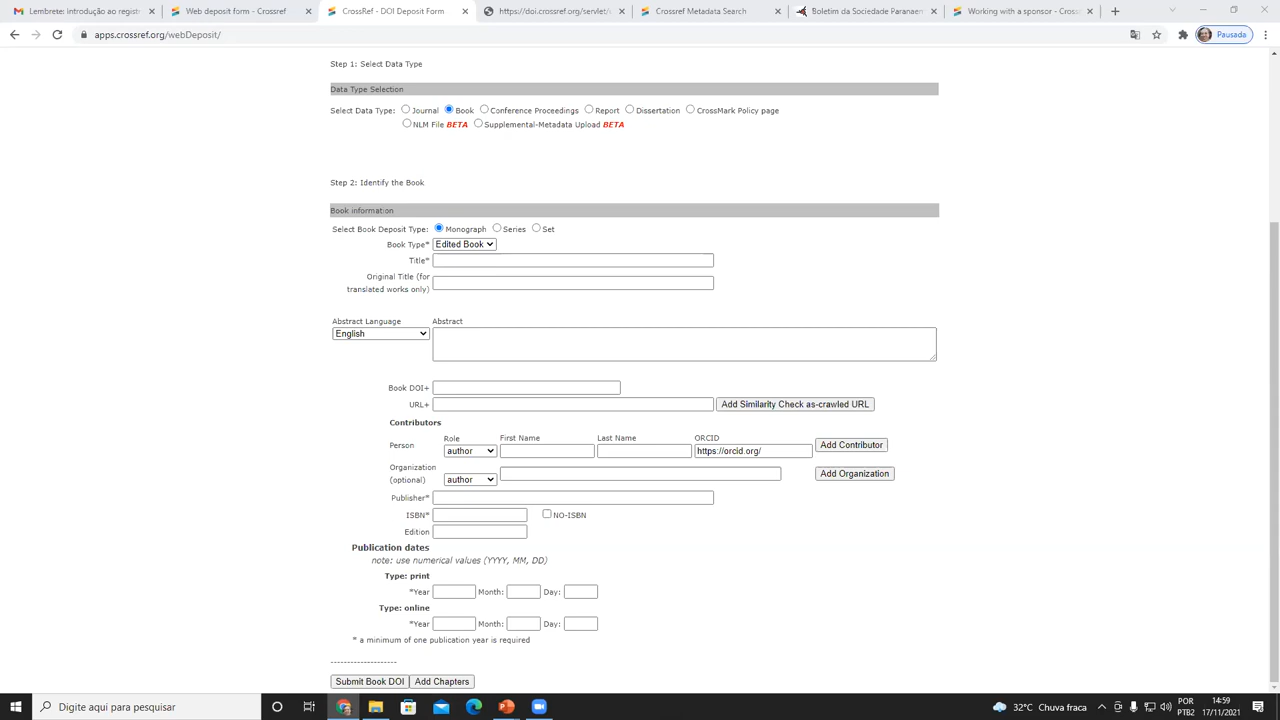 Lembrete: introdução ao registr
Web deposit form - Crossref
CrossRef - DOI Deposit Form
https://doi.crossref.org/servlet/u
Crossref Metadata Search
Boletim da Sociedade Paranaen
Working with a sponsor - Crossr
apps.crossref.org/webDeposit/
Pausada
Step 1: Select Data Type
Data Type Selection
Select Data Type: Journal Book Conference Proceedings Report Dissertation CrossMark Policy page
NLM File BETA Supplemental-Metadata Upload BETA
Step 2: Identify the Book
Book information
Select Book Deposit Type: Monograph Series Set
Book Type* Edited Book
Title*
Original Title (for
translated works only)
Abstract Language Abstract
English
Book DOI+
URL+ Add Similarity Check as-crawled URL
Contributors
Role First Name Last Name ORCID
Person author https://orcid.org/ Add Contributor
Organization
(optional) author Add Organization
Publisher*
ISBN* NO-ISBN
Edition
Publication dates
note: use numerical values (YYYY, MM, DD)
Type: print
*Year Month: Day:
Type: online
*Year Month: Day:
* a minimum of one publication year is required
--------------------
Submit Book DOI Add Chapters
Digite aqui para pesquisar
32°C Chuva fraca
POR
PTB2
14:59
17/11/2021